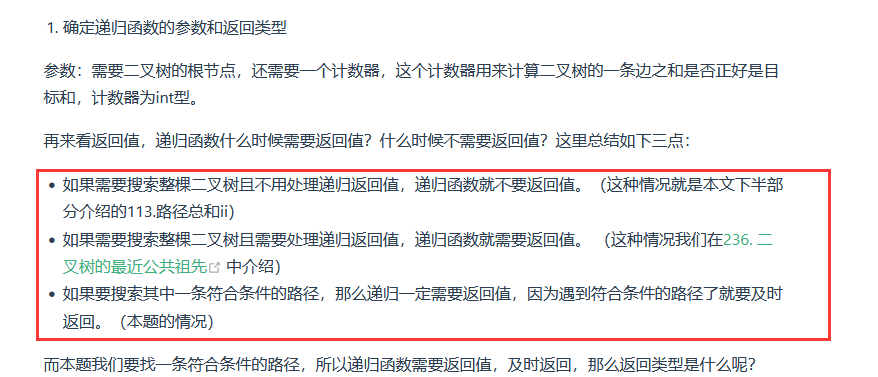 1. 确定递归函数的参数和返回类型
参数：需要二叉树的根节点，还需要一个计数器，这个计数器用来计算二叉树的一条边之和是否正好是目
标和，计数器为int型。
再来看返回值，递归函数什么时候需要返回值？什么时候不需要返回值？这里总结如下三点：
• 如果需要搜索整棵二叉树且不用处理递归返回值，递归函数就不要返回值。（这种情况就是本文下半部
分介绍的113.路径总和ii）
• 如果需要搜索整棵二叉树且需要处理递归返回值，递归函数就需要返回值。 （这种情况我们在236. 二
叉树的最近公共祖先 中介绍）
• 如果要搜索其中一条符合条件的路径，那么递归一定需要返回值，因为遇到符合条件的路径了就要及时
返回。（本题的情况）
而本题我们要找一条符合条件的路径，所以递归函数需要返回值，及时返回，那么返回类型是什么呢？